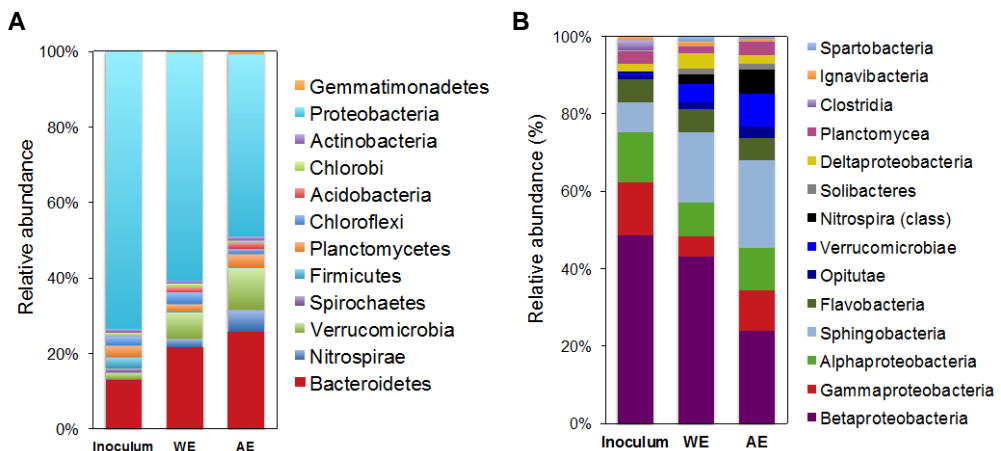 A
Relative abundance
100%
80%
60%
40%
20%
0%
Inoculum WE AE
Gemmatimonadetes
Proteobacteria
Actinobacteria
Chlorobi
Acidobacteria
Chloroflexi
Planctomycetes
Firmicutes
Spirochaetes
Verrucomicrobia
Nitrospirae
Bacteroidetes
B
Relative abundance (%)
100%
80%
60%
40%
20%
0%
Inoculum WE AE
Spartobacteria
Ignavibacteria
Clostridia
Planctomycea
Deltaproteobacteria
Solibacteres
Nitrospira (class)
Verrucomicrobiae
Opitutae
Flavobacteria
Sphingobacteria
Alphaproteobacteria
Gammaproteobacteria
Betaproteobacteria